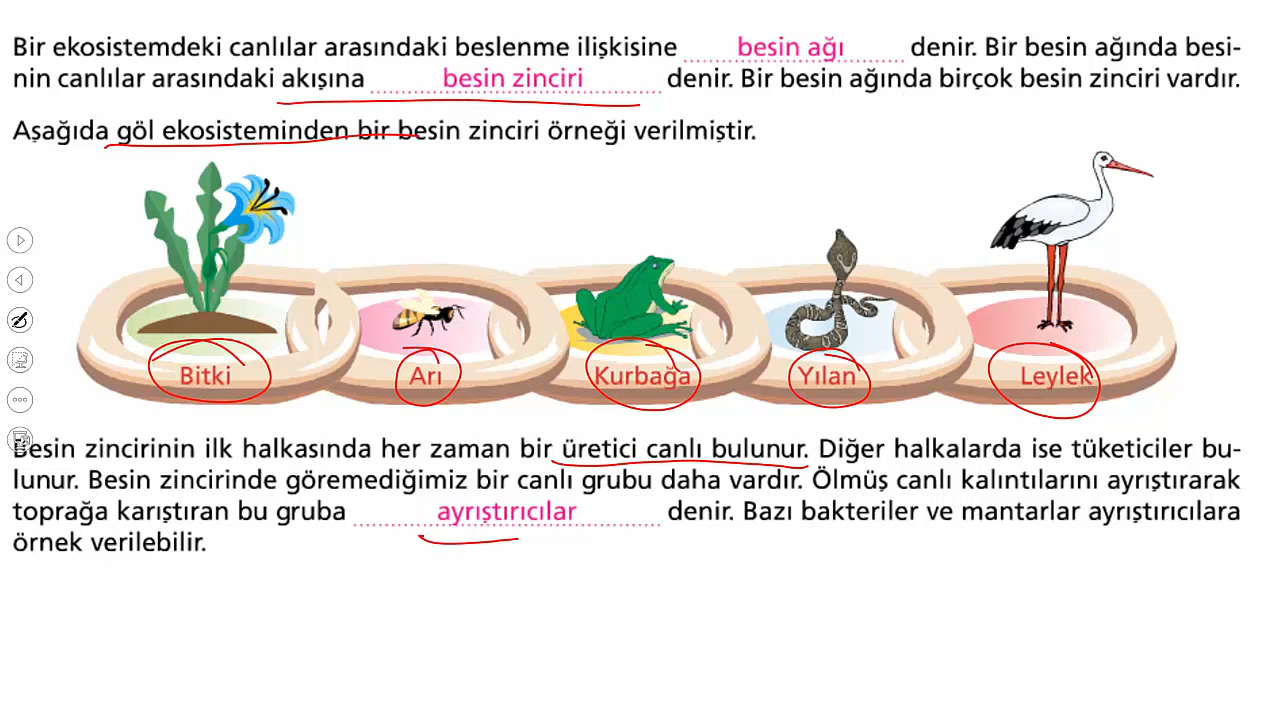 Bir ekosistemdeki canlılar arasındaki beslenme ilişkisine besin ağı denir. Bir besin ağında besi-
nin canlılar arasındaki akışına besin zinciri denir. Bir besin ağında birçok besin zinciri vardır.
Aşağıda göl ekosisteminden bir besin zinciri örneği verilmiştir.
Bitki Arı Kurbağa Yılan Leylek
Besin zincirinin ilk halkasında her zaman bir üretici canlı bulunur. Diğer halkalarda ise tüketiciler bu-
lunur. Besin zincirinde göremediğimiz bir canlı grubu daha vardır. Ölmüş canlı kalıntılarını ayrıştırarak
toprağa karıştıran bu gruba ayrıştırıcılar denir. Bazı bakteriler ve mantarlar ayrıştırıcılara
örnek verilebilir.